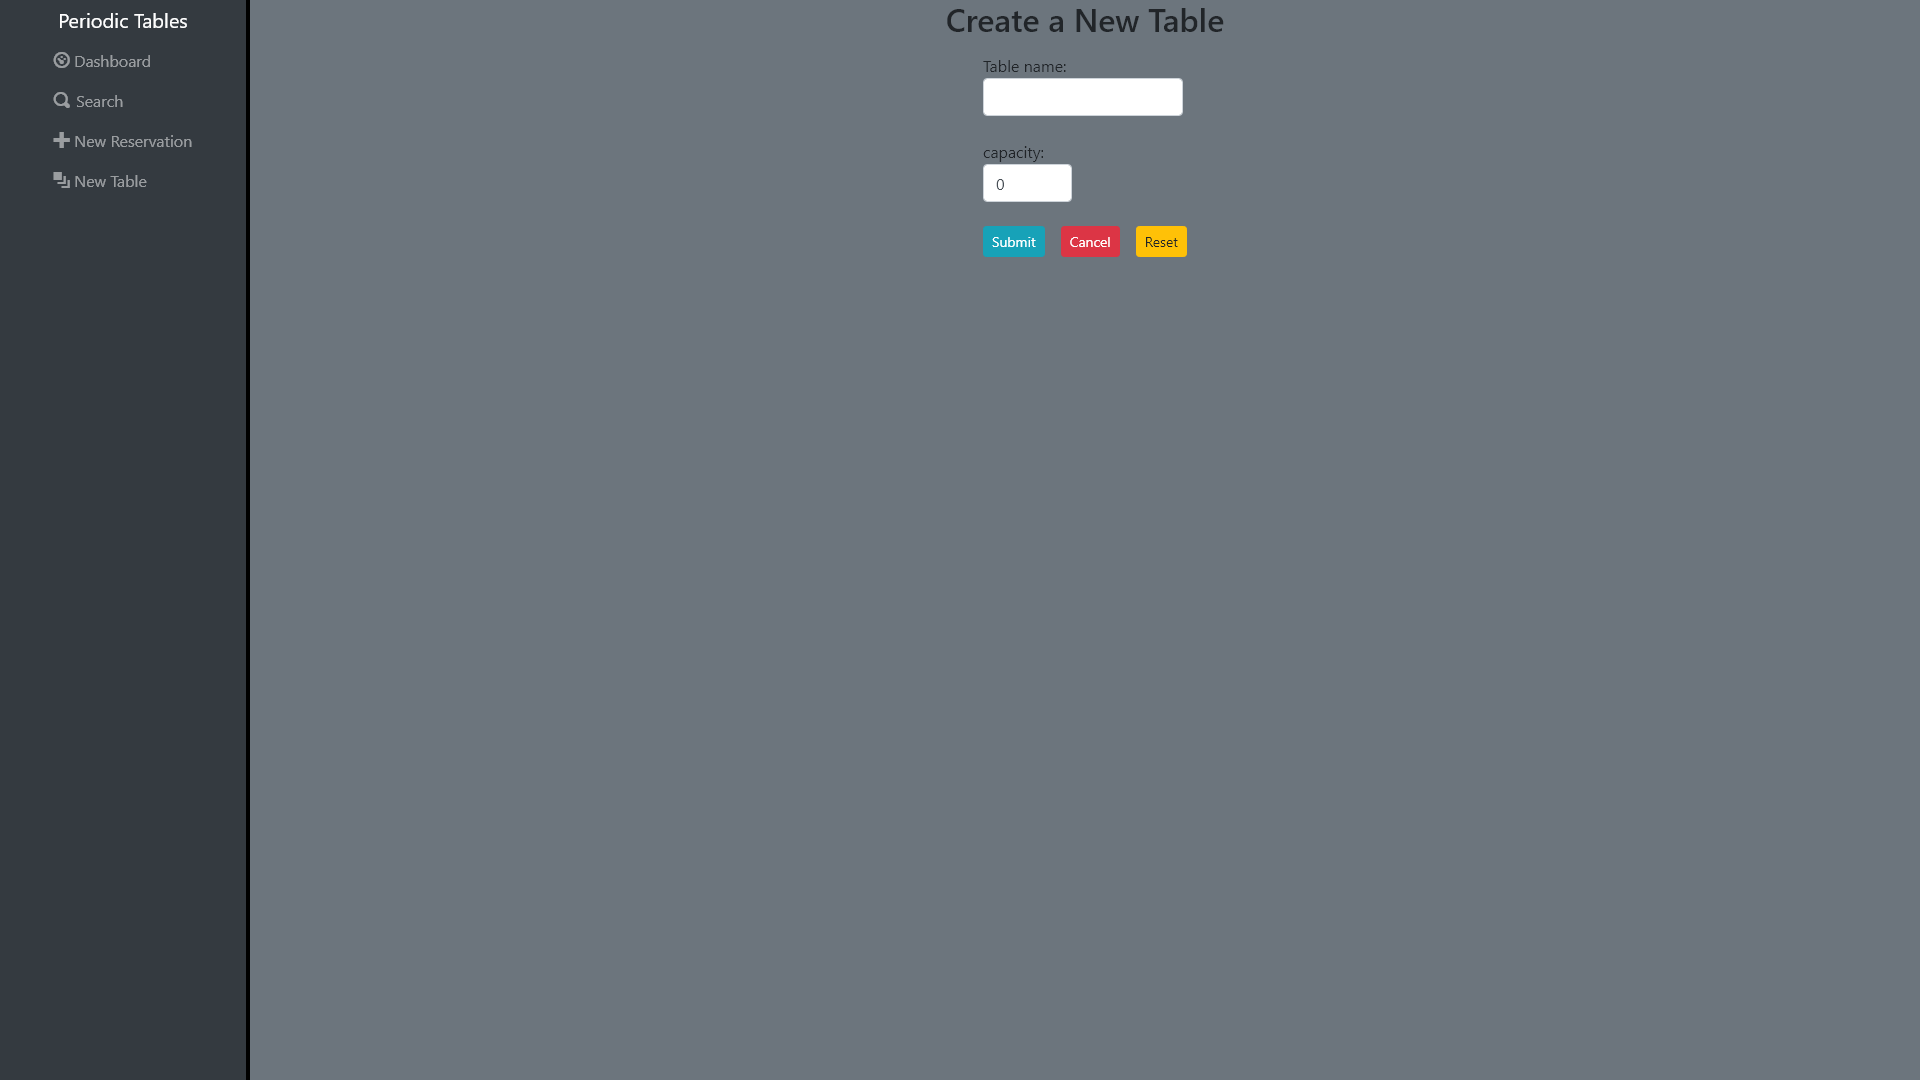 Periodic Tables
Dashboard
Search
New Reservation
New Table
Create a New Table
Table name:
capacity:
0
Submit Cancel Reset